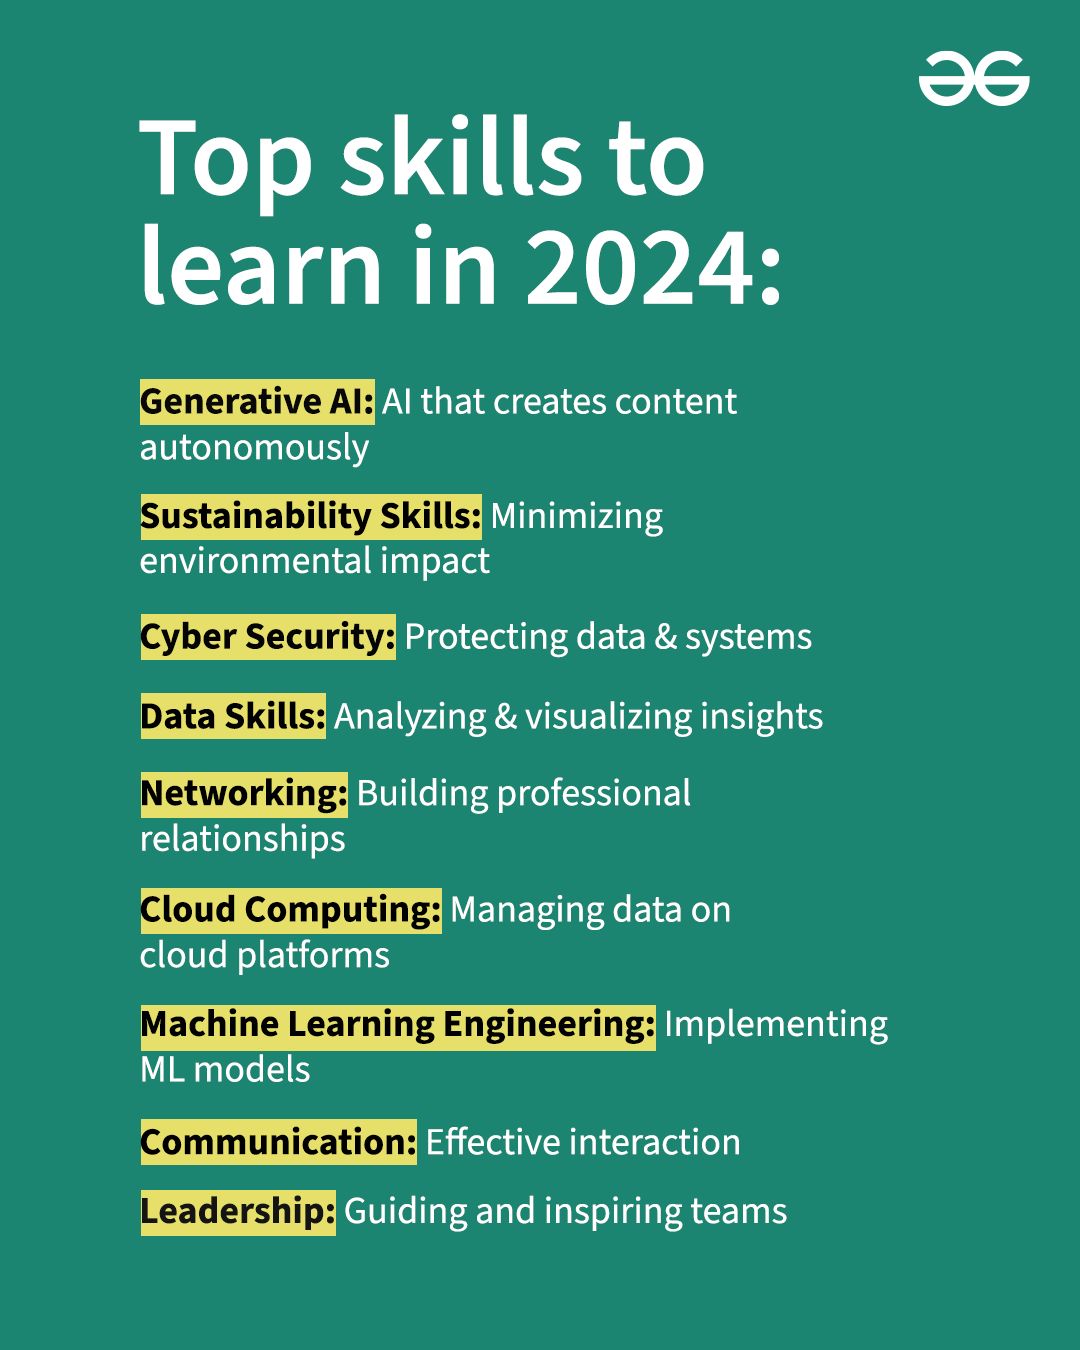 Top skills to
learn in 2024:
Generative AI: AI that creates content
autonomously
Sustainability Skills: Minimizing
environmental impact
Cyber Security: Protecting data & systems
Data Skills: Analyzing & visualizing insights
Networking: Building professional
relationships
Cloud Computing: Managing data on
cloud platforms
Machine Learning Engineering: Implementing
ML models
Communication: Effective interaction
Leadership: Guiding and inspiring teams